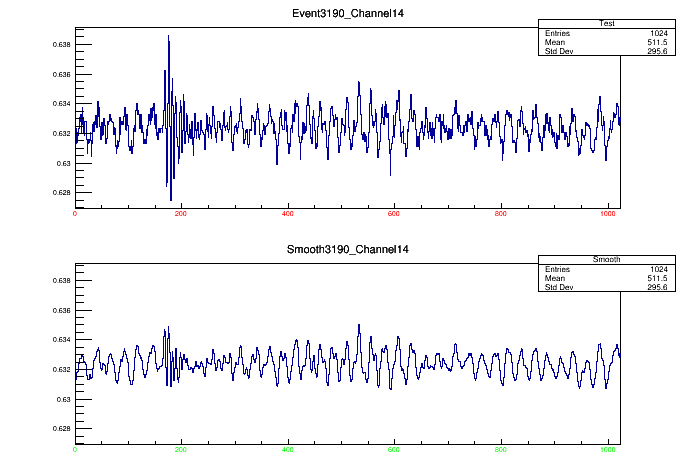 Event3190_Channel14
Test
Entries 1024
Mean 511.5
Std Dev 295.6
0.638
0.636
0.634
0.632
0.63
0.628
0 200 400 600 800 1000
Smooth3190_Channel14
Smooth
Entries 1024
Mean 511.5
Std Dev 295.6
0.638
0.636
0.634
0.632
0.63
0.628
0 200 400 600 800 1000